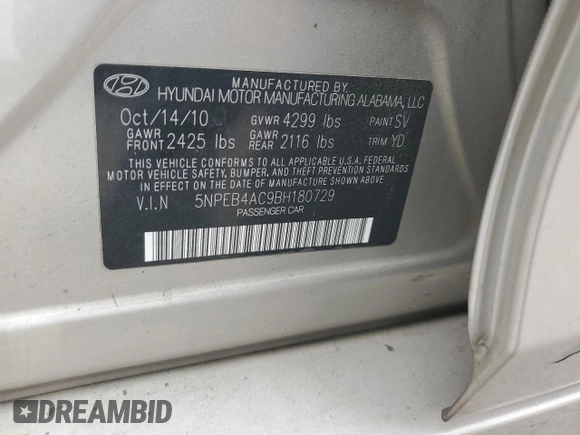 MANUFACTURED BY
HYUNDAI MOTOR MANUFACTURING ALABAMA, LLC
Oct/14/10 GVWR 4299 lbs PAINT SV
GAWR FRONT 2425 lbs GAWR REAR 2116 lbs TRIM YD
THIS VEHICLE CONFORMS TO ALL APPLICABLE U.S.A. FEDERAL
MOTOR VEHICLE SAFETY, BUMPER, AND THEFT PREVENTION STANDARDS
IN EFFECT ON THE DATE OF MANUFACTURE SHOWN ABOVE.
V.I.N 5NPEB4AC9BH180729
PASSENGER CAR
DREAMBID